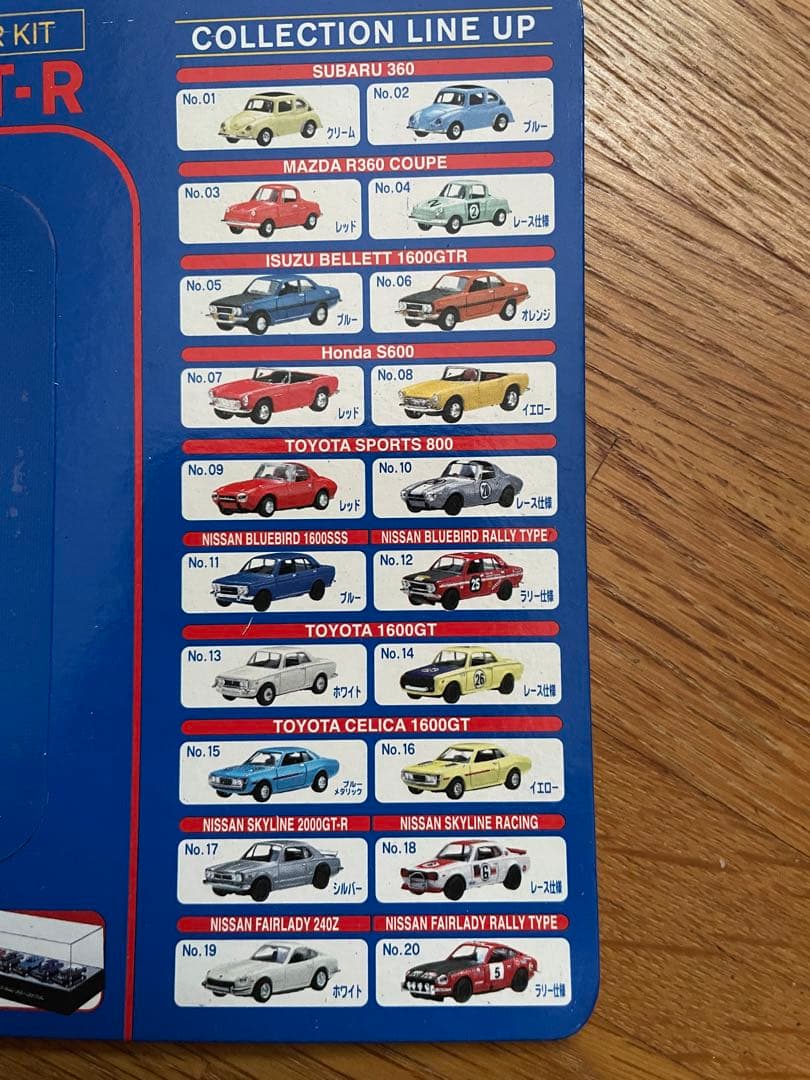 R KIT
T-R
COLLECTION LINE UP
SUBARU 360
No.01 クリーム
No.02 ブルー
MAZDA R360 COUPE
No.03 レッド
No.04 2 レース仕様
ISUZU BELLETT 1600GTR
No.05 ブルー
No.06 オレンジ
Honda S600
No.07 レッド
No.08 イエロー
TOYOTA SPORTS 800
No.09 レッド
No.10 レース仕様
NISSAN BLUEBIRD 1600SSS
No.11 ブルー
NISSAN BLUEBIRD RALLY TYPE
No.12 25 ラリー仕様
TOYOTA 1600GT
No.13 ホワイト
No.14 26 レース仕様
TOYOTA CELICA 1600GT
No.15 ブルー
メタリック
No.16 イエロー
NISSAN SKYLINE 2000GT-R
No.17 シルバー
NISSAN SKYLINE RACING
No.18 6 レース仕様
NISSAN FAIRLADY 240Z
No.19 ホワイト
NISSAN FAIRLADY RALLY TYPE
No.20 5 ラリー仕様